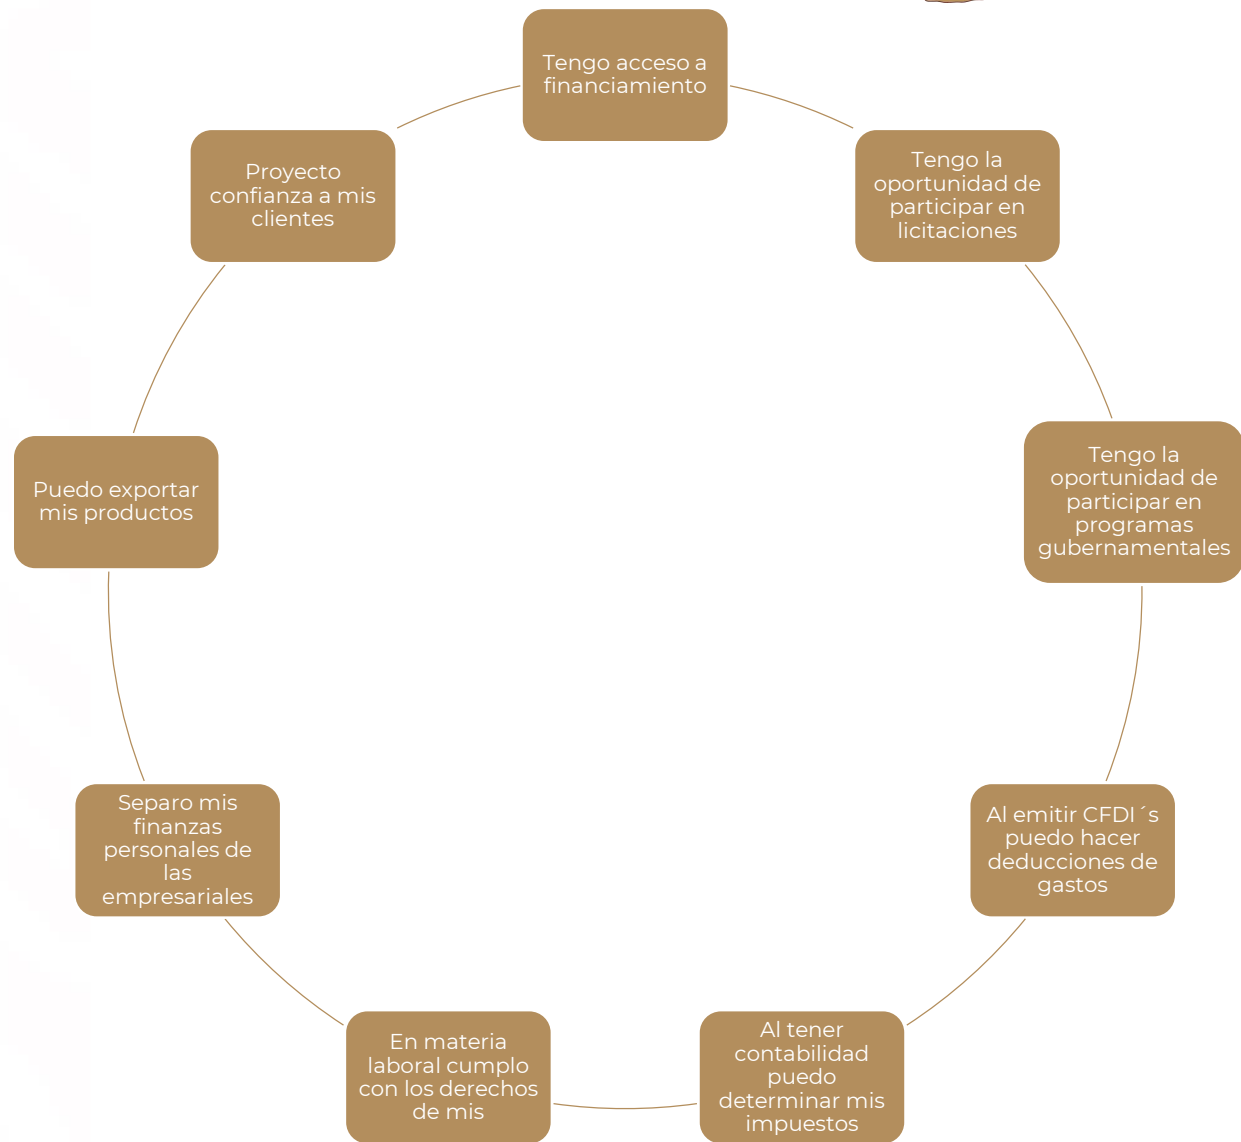 Tengo acceso a
financiamiento
Tengo la
oportunidad de
participar en
licitaciones
Tengo la
oportunidad de
participar en
programas
gubernamentales
Al emitir CFDI´s
puedo hacer
deducciones de
gastos
Al tener
contabilidad
puedo
determinar mis
impuestos
En materia
laboral cumplo
con los derechos
de mis
Separo mis
finanzas
personales de
las
empresariales
Puedo exportar
mis productos
Proyecto
confianza a mis
clientes